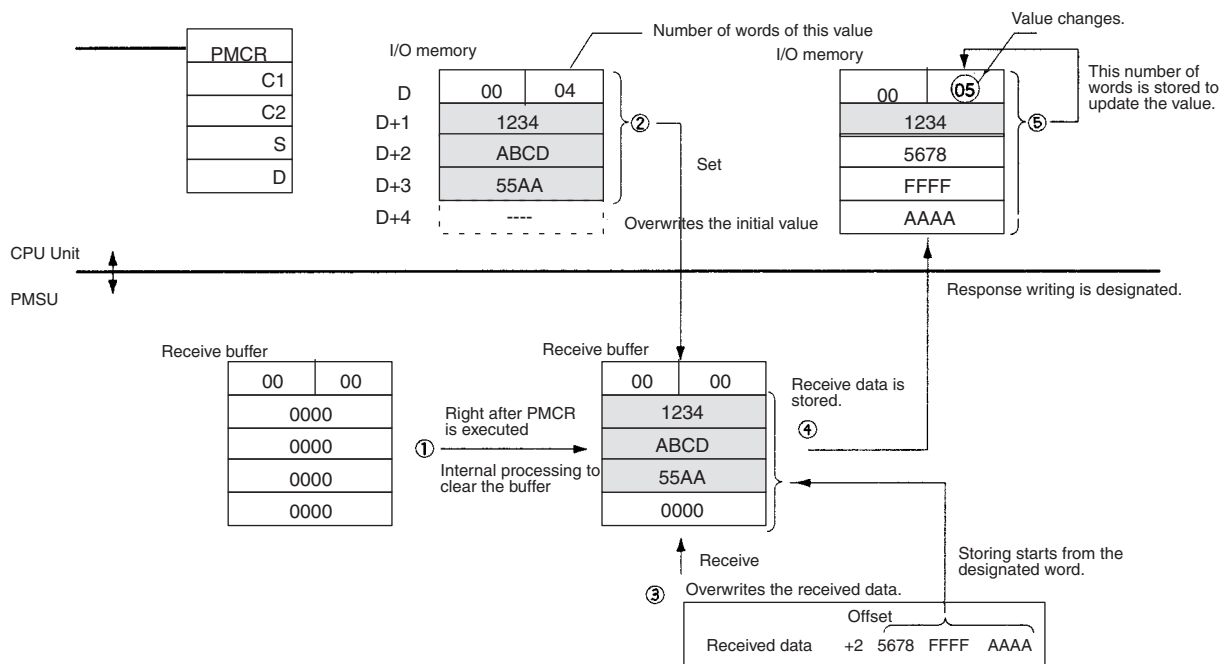 PMCR
C1
C2
S
D
I/O memory
Number of words of this value
D 00 04
D+1 1234
D+2 ABCD
D+3 55AA
D+4 ----
②
Set
Overwrites the initial value
Value changes.
I/O memory
00 05
1234
5678
FFFF
AAAA
⑤
This number of
words is stored to
update the value.
CPU Unit
PMSU
Response writing is designated.
Receive buffer
00 00
0000
0000
0000
0000
①
Right after PMCR
is executed
Internal processing to
clear the buffer
Receive buffer
00 00
1234
ABCD
55AA
0000
Receive data is
stored.
④
Receive
③ Overwrites the received data.
Storing starts from the
designated word.
Offset
Received data +2 5678 FFFF AAAA